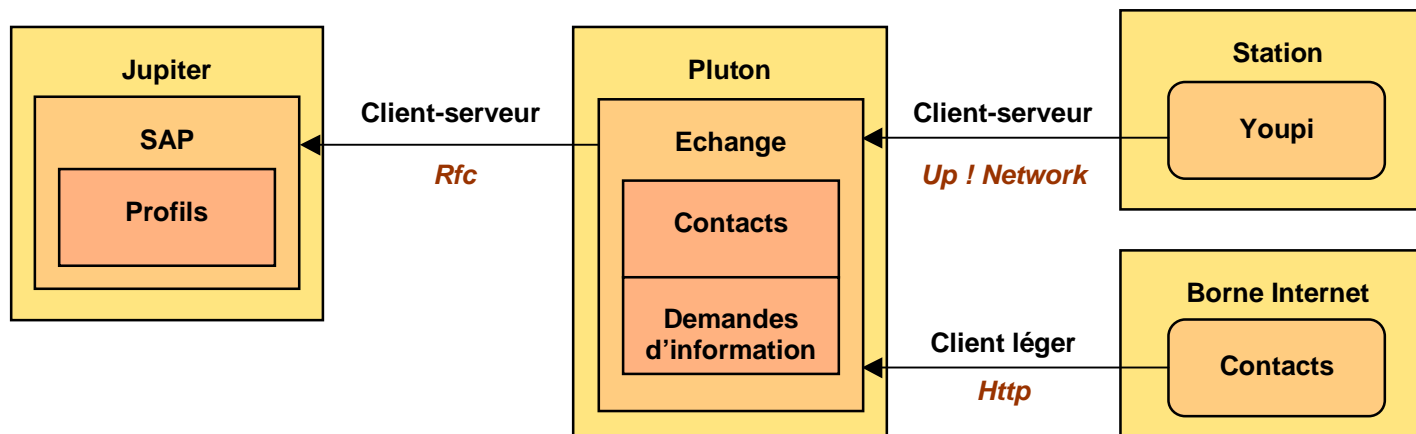 Jupiter
SAP
Profils
Client-serveur
Rfc
Pluton
Echange
Contacts
Demandes
d’information
Client-serveur
Up ! Network
Station
Youpi
Client léger
Http
Borne Internet
Contacts